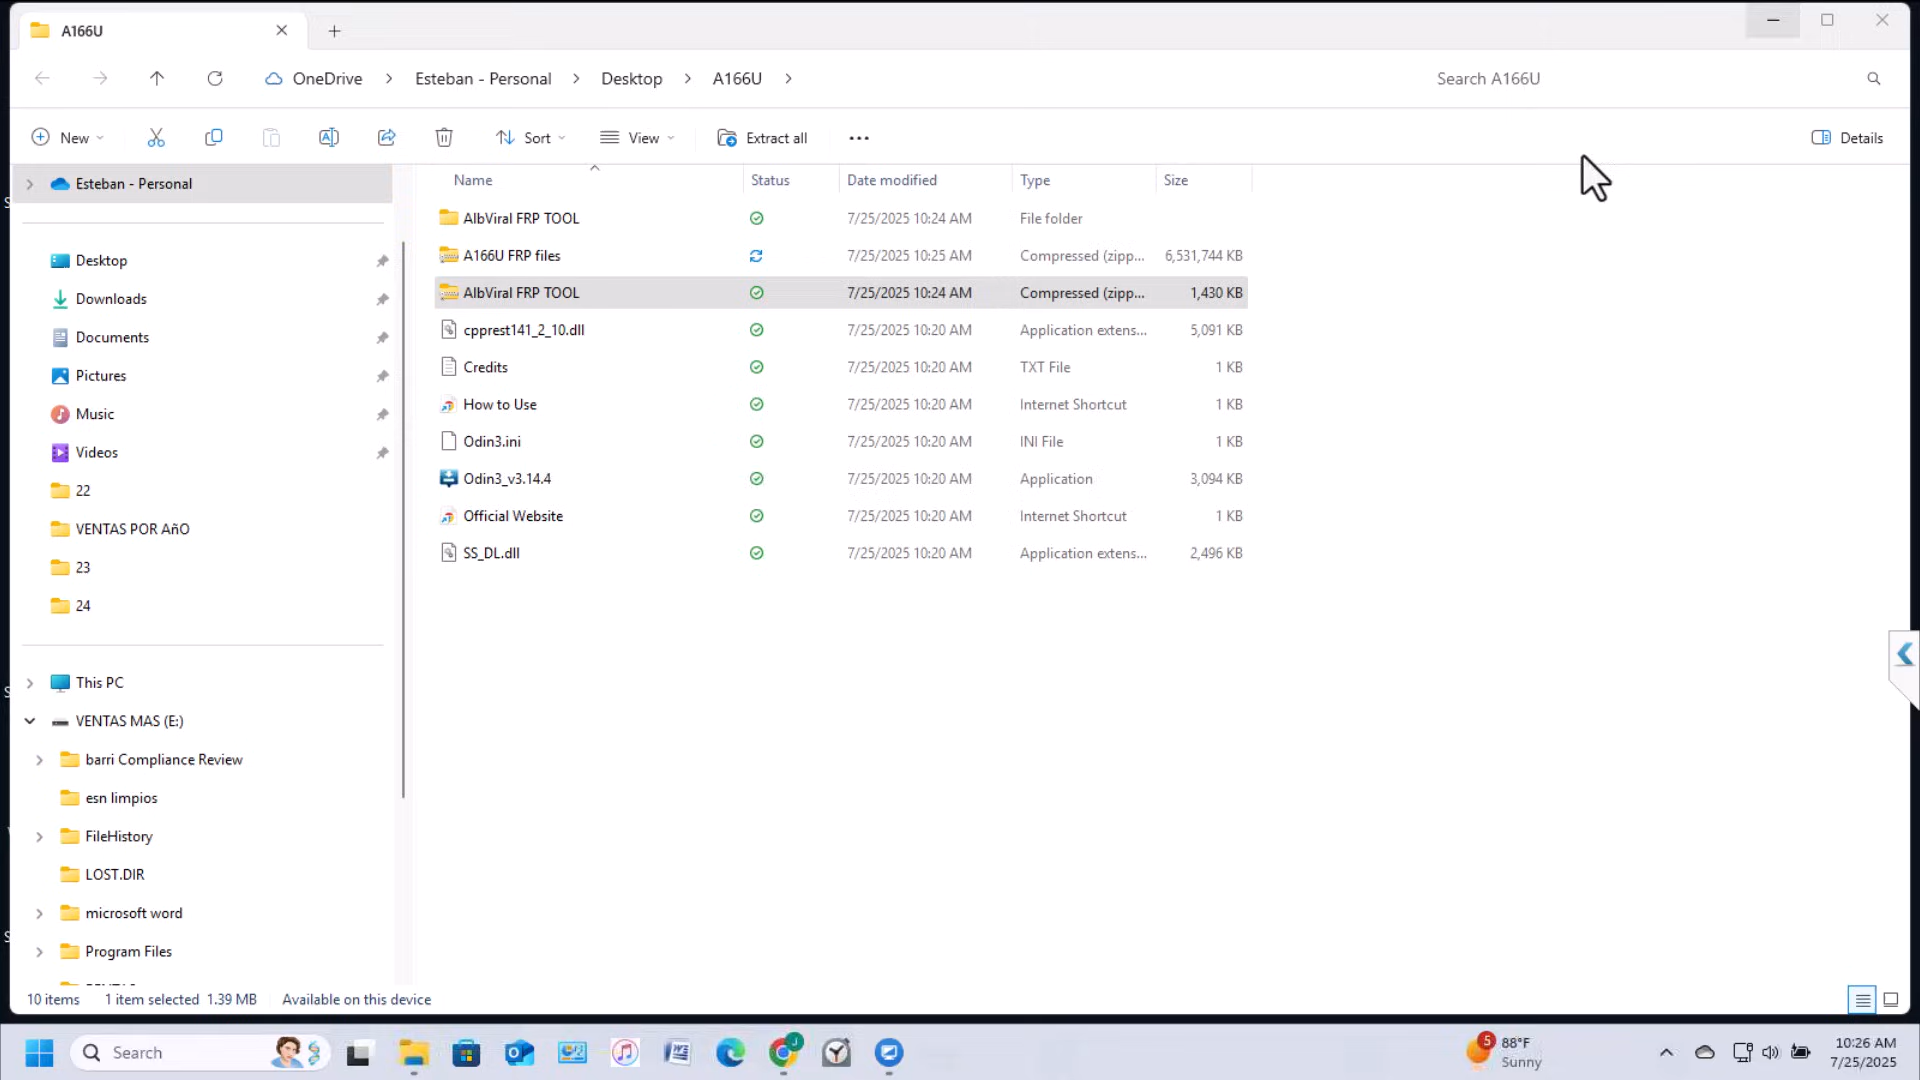 A166U
OneDrive
Esteban - Personal
Desktop
A166U
Search A166U
New
Sort
View
Extract all
Details
Esteban - Personal
Desktop
Downloads
Documents
Pictures
Music
Videos
22
VENTAS POR AñO
23
24
This PC
VENTAS MAS (E:)
barri Compliance Review
esn limpios
FileHistory
LOST.DIR
microsoft word
Program Files
Name Status Date modified Type Size
AlbViral FRP TOOL 7/25/2025 10:24 AM File folder
A166U FRP files 7/25/2025 10:25 AM Compressed (zipp... 6,531,744 KB
AlbViral FRP TOOL 7/25/2025 10:24 AM Compressed (zipp... 1,430 KB
cpprest141_2_10.dll 7/25/2025 10:20 AM Application extens... 5,091 KB
Credits 7/25/2025 10:20 AM TXT File 1 KB
How to Use 7/25/2025 10:20 AM Internet Shortcut 1 KB
Odin3.ini 7/25/2025 10:20 AM INI File 1 KB
Odin3_v3.14.4 7/25/2025 10:20 AM Application 3,094 KB
Official Website 7/25/2025 10:20 AM Internet Shortcut 1 KB
SS_DL.dll 7/25/2025 10:20 AM Application extens... 2,496 KB
10 items 1 item selected 1.39 MB Available on this device
Search
J
5
88°F
Sunny
10:26 AM
7/25/2025